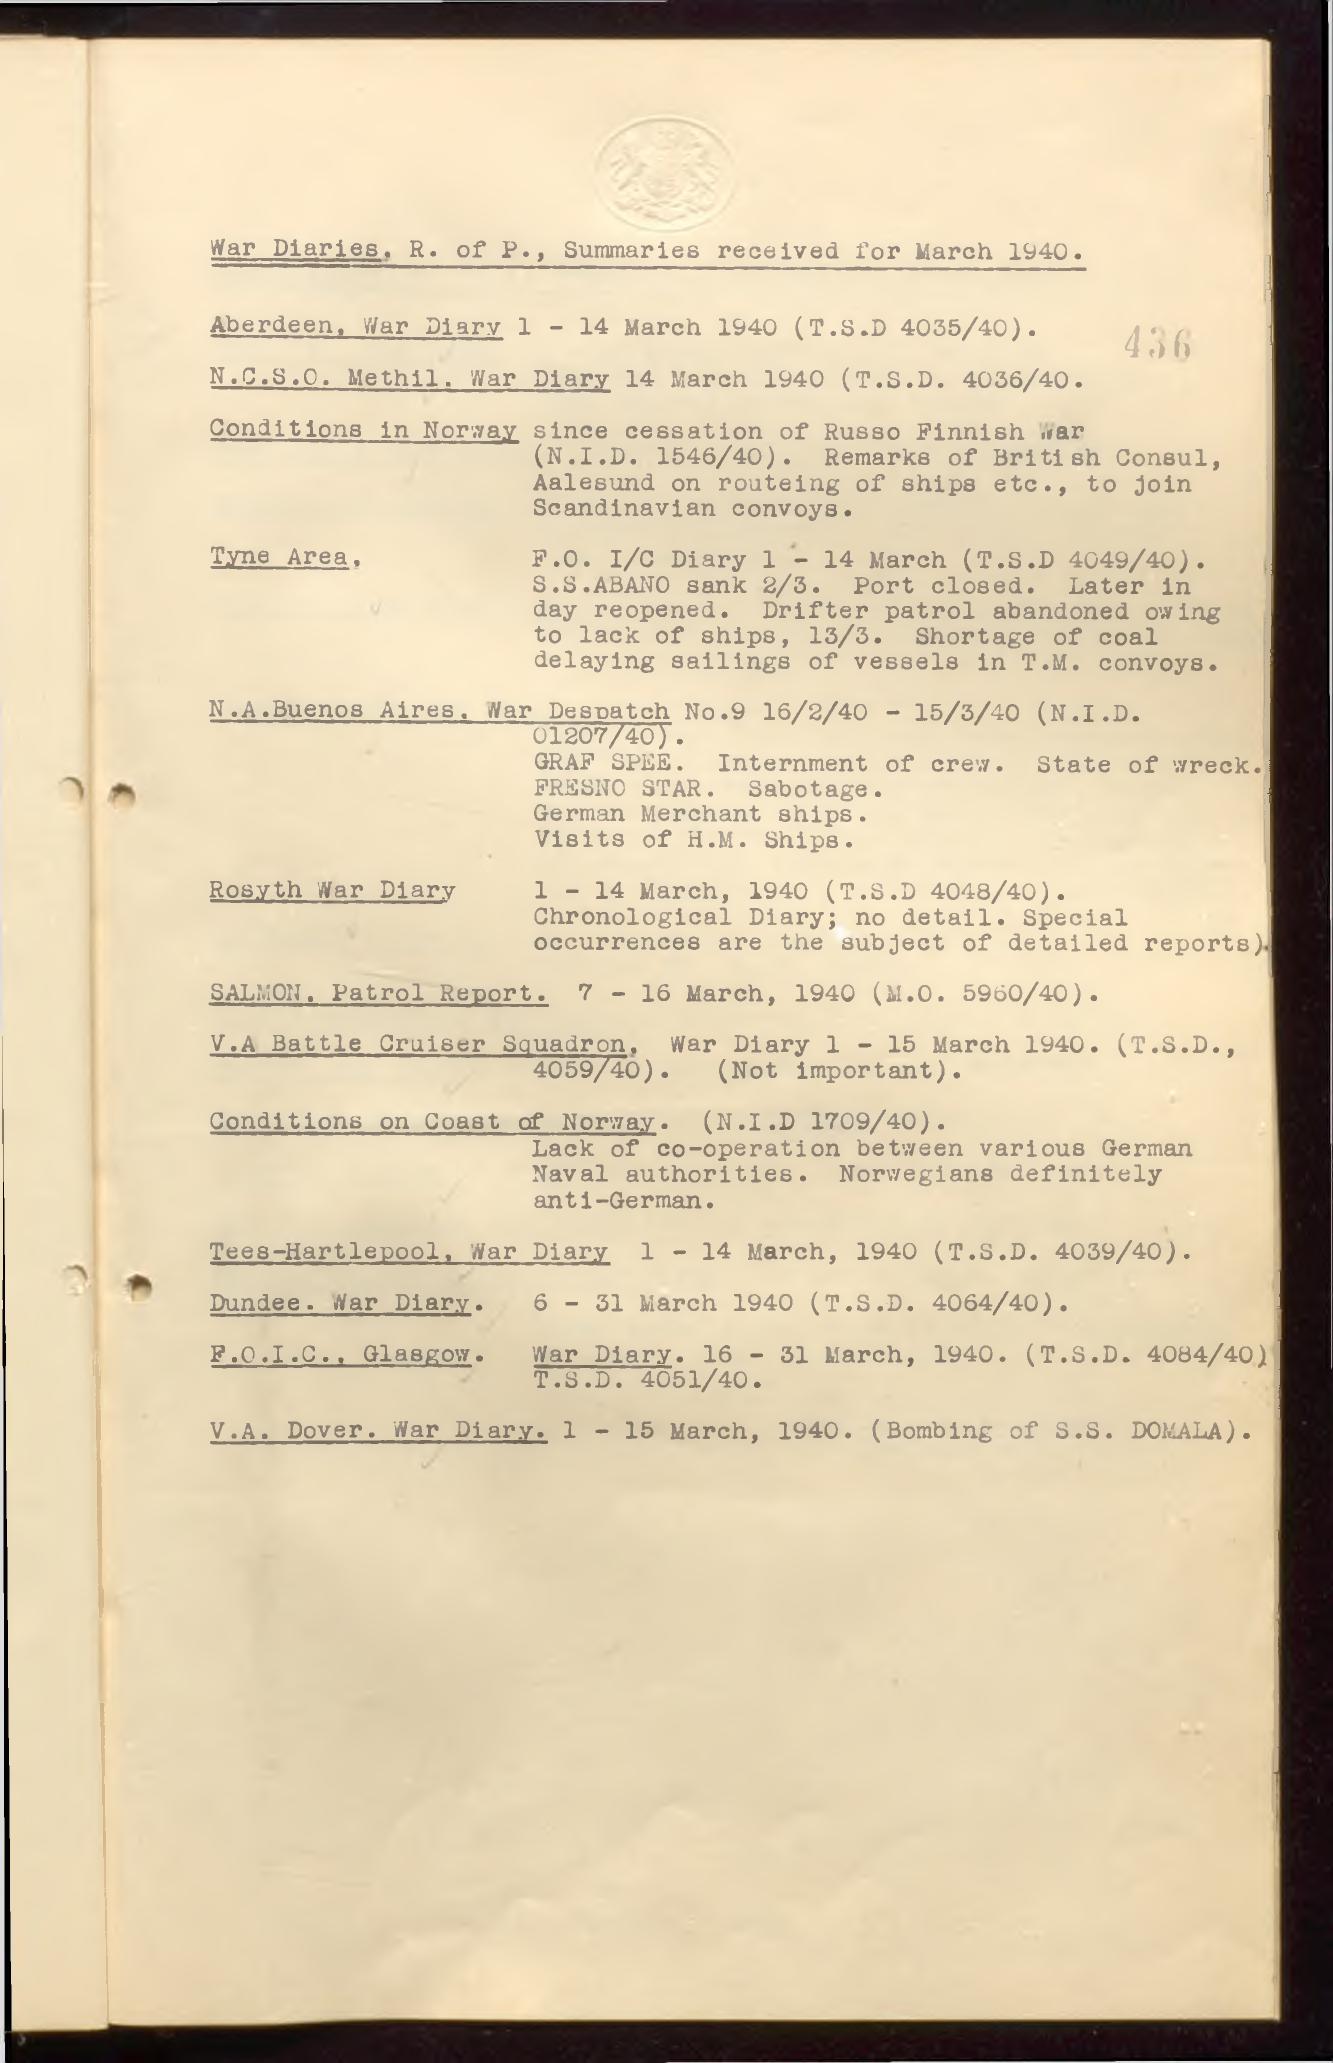 War Diaries, R. of P., Summaries received for March 1940.
Aberdeen, War Diary 1 - 14 March 1940 (T.S.D 4035/40).
436
N.C.S.O. Methil. War Diary 14 March 1940 (T.S.D. 4036/40.
Conditions in Norway since cessation of Russo Finnish War
(N.I.D. 1546/40). Remarks of British Consul,
Aalesund on routeing of ships etc., to join
Scandinavian convoys.
Tyne Area, F.O. I/C Diary 1 - 14 March (T.S.D 4049/40).
S.S.ABANO sank 2/3. Port closed. Later in
day reopened. Drifter patrol abandoned owing
to lack of ships, 13/3. Shortage of coal
delaying sailings of vessels in T.M. convoys.
N.A.Buenos Aires. War Despatch No.9 16/2/40 - 15/3/40 (N.I.D.
01207/40).
GRAF SPEE. Internment of crew. State of wreck.
FRESNO STAR. Sabotage.
German Merchant ships.
Visits of H.M. Ships.
Rosyth War Diary 1 - 14 March, 1940 (T.S.D 4048/40).
Chronological Diary; no detail. Special
occurrences are the subject of detailed reports).
SALMON. Patrol Report. 7 - 16 March, 1940 (M.O. 5960/40).
V.A Battle Cruiser Squadron, War Diary 1 - 15 March 1940. (T.S.D.,
4059/40). (Not important).
Conditions on Coast of Norway. (N.I.D 1709/40).
Lack of co-operation between various German
Naval authorities. Norwegians definitely
anti-German.
Tees-Hartlepool, War Diary 1 - 14 March, 1940 (T.S.D. 4039/40).
Dundee. War Diary. 6 - 31 March 1940 (T.S.D. 4064/40).
F.O.I.C., Glasgow. War Diary. 16 - 31 March, 1940. (T.S.D. 4084/40)
T.S.D. 4051/40.
V.A. Dover. War Diary. 1 - 15 March, 1940. (Bombing of S.S. DOMALA).